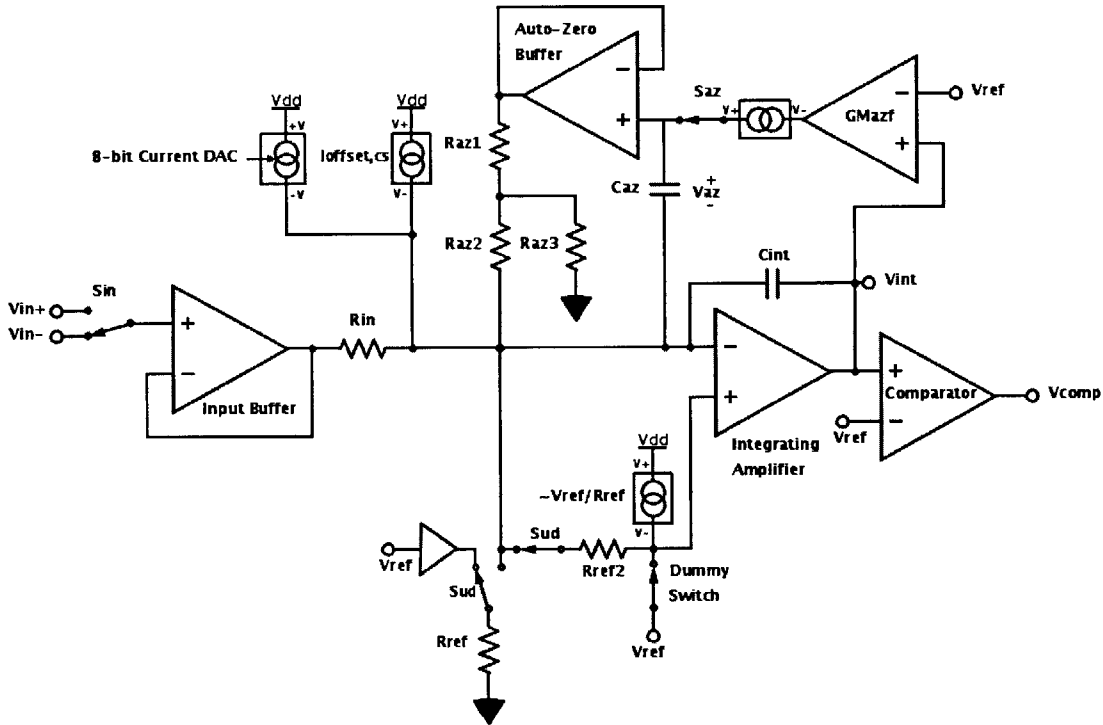 Auto-Zero
Buffer
−
+
Saz
V+
V-
GMazf
−
+
Vref
Vdd
+V
8-bit Current DAC
-V
Vdd
V+
Ioffset,cs
V-
Raz1
Caz
+
Vaz
-
Raz2
Raz3
Cint
Vint
Vin+
Sin
Vin-
+
−
Input Buffer
Rin
−
+
Integrating
Amplifier
+
Comparator
−
Vref
Vcomp
Vdd
V+
~Vref/Rref
V-
Sud
Rref2
Dummy
Switch
Vref
Vref
Sud
Rref